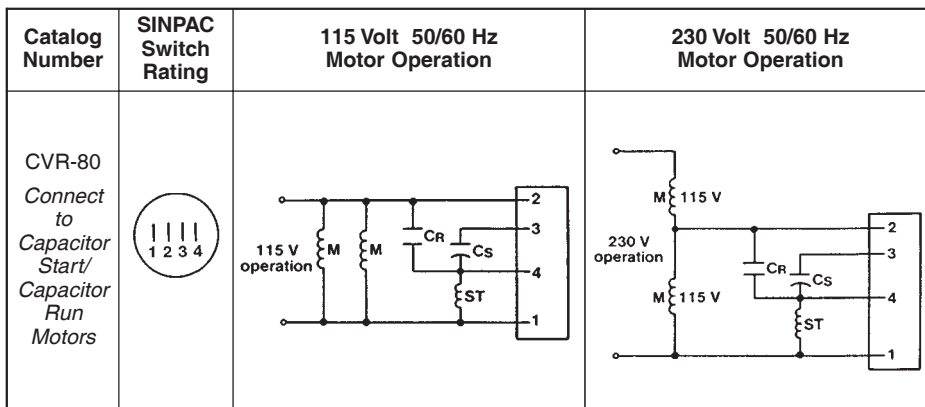 Catalog
Number
SINPAC
Switch
Rating
115 Volt 50/60 Hz
Motor Operation
230 Volt 50/60 Hz
Motor Operation
CVR-80
Connect
to
Capacitor
Start/
Capacitor
Run
Motors
1 2 3 4
115 V
operation
M
M
CR
CS
ST
2
3
4
1
230 V
operation
M 115 V
M 115 V
CR
CS
ST
2
3
4
1